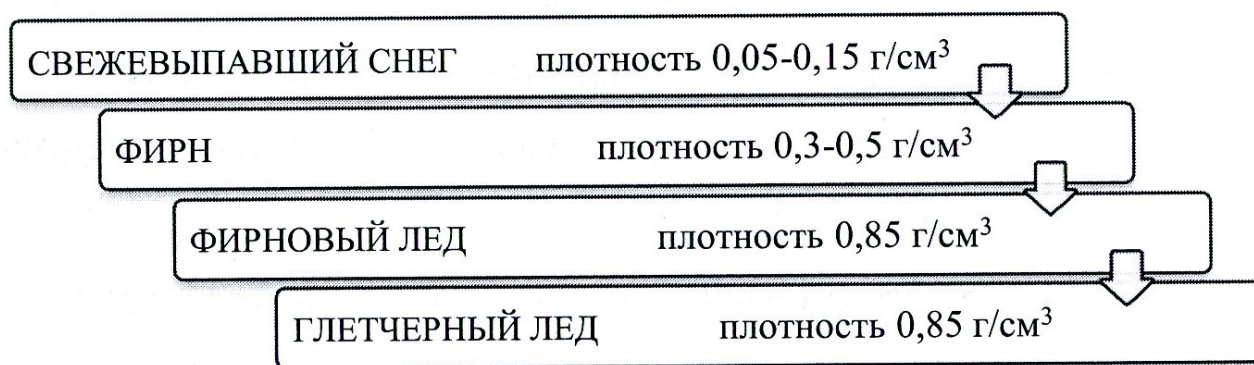 СВЕЖЕВЫПАВШИЙ СНЕГ плотность 0,05-0,15 г/см³
ФИРН плотность 0,3-0,5 г/см³
ФИРНОВЫЙ ЛЕД плотность 0,85 г/см³
ГЛЕТЧЕРНЫЙ ЛЕД плотность 0,85 г/см³